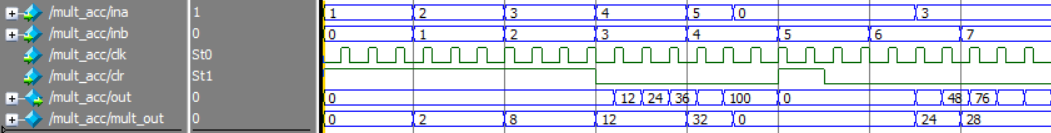 /mult_acc/ina 1 1 2 3 4 5 0 3
/mult_acc/inb 0 0 1 2 3 4 5 6 7
/mult_acc/clk St0
/mult_acc/clr St1
/mult_acc/out 0 0 12 24 36 100 0 48 76
/mult_acc/mult_out 0 0 2 8 12 32 0 24 28